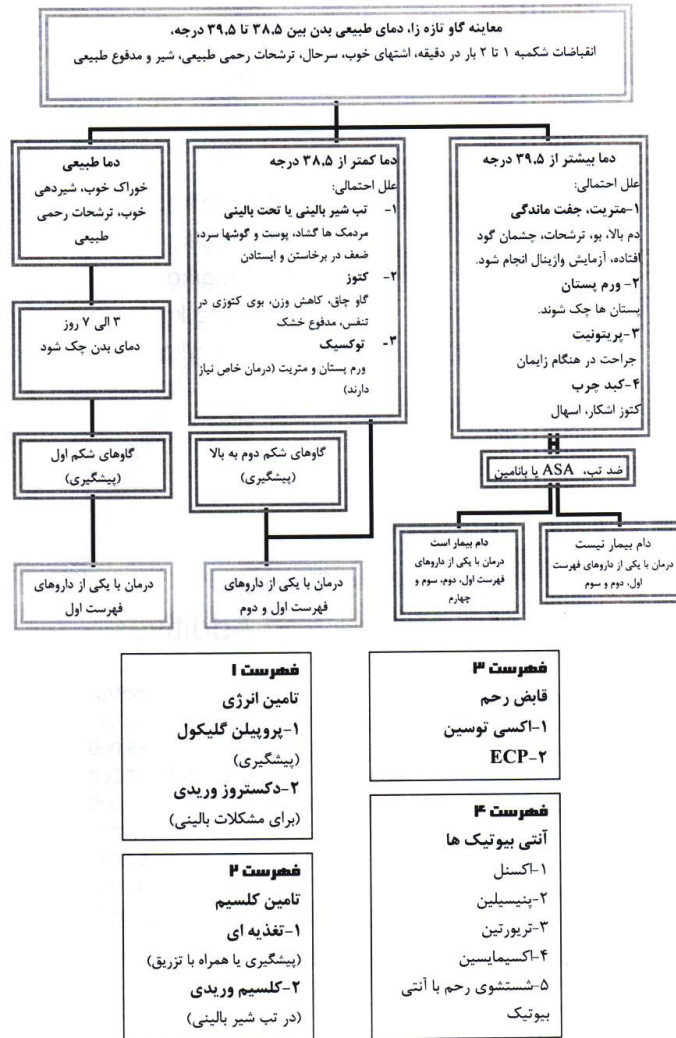 معاینه گاو تازه زا، دمای طبیعی بدن بین ۳۸٫۵ تا ۳۹٫۵ درجه،
انقباضات شکمبه ۱ تا ۲ بار در دقیقه، اشتهای خوب، سرحال، ترشحات رحمی طبیعی، شیر و مدفوع طبیعی
دما بیشتر از ۳۹٫۵ درجه
علل احتمالی:
۱-متریت، جفت ماندگی
دم بالا، بو، ترشحات، چشمان گود
افتاده، آزمایش واژینال انجام شود.
۲- ورم پستان
پستان ها چک شوند.
۳-پریتونیت
جراحت در هنگام زایمان
۴-کبد چرب
کتوز اشکار، اسهال
دما کمتر از ۳۸٫۵ درجه
علل احتمالی:
۱- تب شیر بالینی یا تحت بالینی
مردمک ها گشاد، پوست و گوشها سرد،
ضعف در برخاستن و ایستادن
۲- کتوز
گاو چاق، کاهش وزن، بوی کتوزی در
تنفس، مدفوع خشک
۳- توکسیک
ورم پستان و متریت (درمان خاص نیاز
دارند)
دما طبیعی
خوراک خوب، شیردهی
خوب، ترشحات رحمی
طبیعی
۳ الی ۷ روز
دمای بدن چک شود
ضد تب، ASA یا بانامین
گاوهای شکم دوم به بالا
(پیشگیری)
گاوهای شکم اول
(پیشگیری)
دام بیمار نیست
درمان با یکی از داروهای فهرست
اول، دوم و سوم
دام بیمار است
درمان با یکی از داروهای
فهرست اول، دوم، سوم و
چهارم
درمان با یکی از داروهای
فهرست اول و دوم
درمان با یکی از داروهای
فهرست اول
فهرست ۳
قابض رحم
۱-اکسی توسین
۲-ECP
فهرست ۱
تامین انرژی
۱-پروپیلن گلیکول
(پیشگیری)
۲-دکستروز وریدی
(برای مشکلات بالینی)
فهرست ۴
آنتی بیوتیک ها
۱-اکسنل
۲-پنیسیلین
۳-تریورتین
۴-اکسیمایسین
۵-شستشوی رحم با آنتی
بیوتیک
فهرست ۲
تامین کلسیم
۱-تغذیه ای
(پیشگیری یا همراه با تزریق)
۲-کلسیم وریدی
(در تب شیر بالینی)